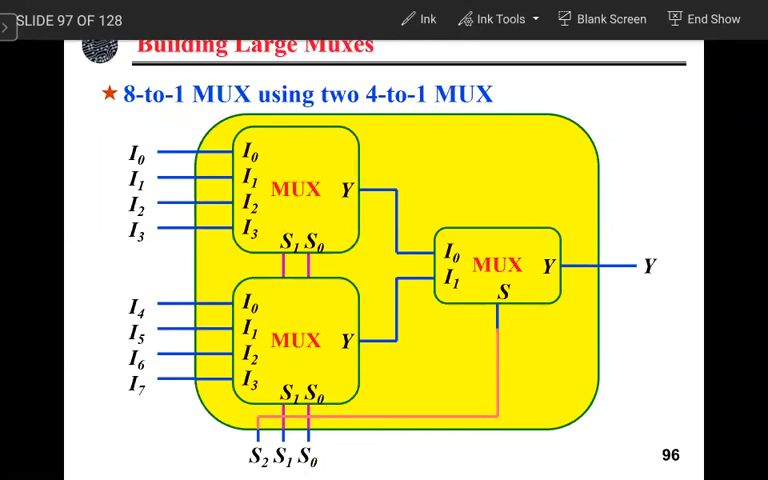 SLIDE 97 OF 128
Ink
Ink Tools
Blank Screen
End Show
Building Large Muxes
★ 8-to-1 MUX using two 4-to-1 MUX
I₀
I₁
I₂
I₃
I₀
I₁
I₂
I₃
MUX
Y
S₁ S₀
I₄
I₅
I₆
I₇
I₀
I₁
I₂
I₃
MUX
Y
S₁ S₀
I₀
I₁
MUX
Y
S
Y
S₂ S₁ S₀
96